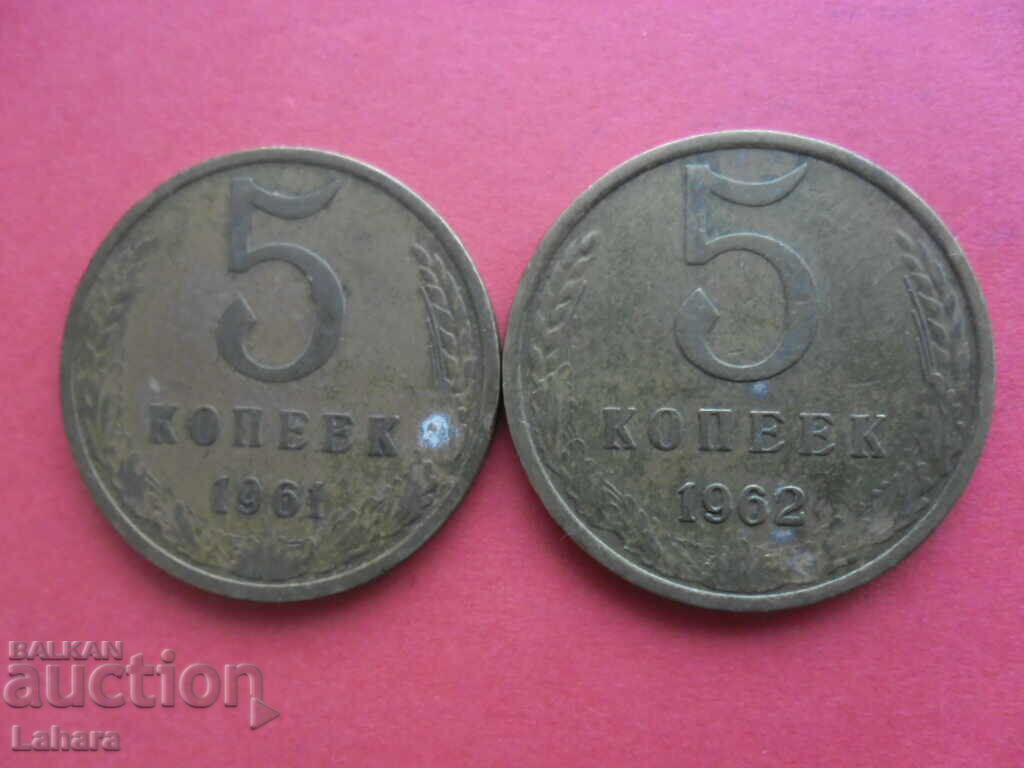 5
КОПЕЕК
1961
5
КОПЕЕК
1962
BALKAN
auction
Lahara